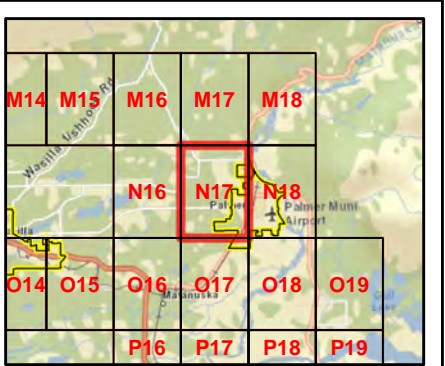 Matanuska
M14 M15 M16 M17 M18
Wasilla Fishhook Rd
N16 N17 N18
Palmer
Palmer Muni
Airport
O14 O15 O16 O17 O18 O19
Matanuska
P16 P17 P18 P19